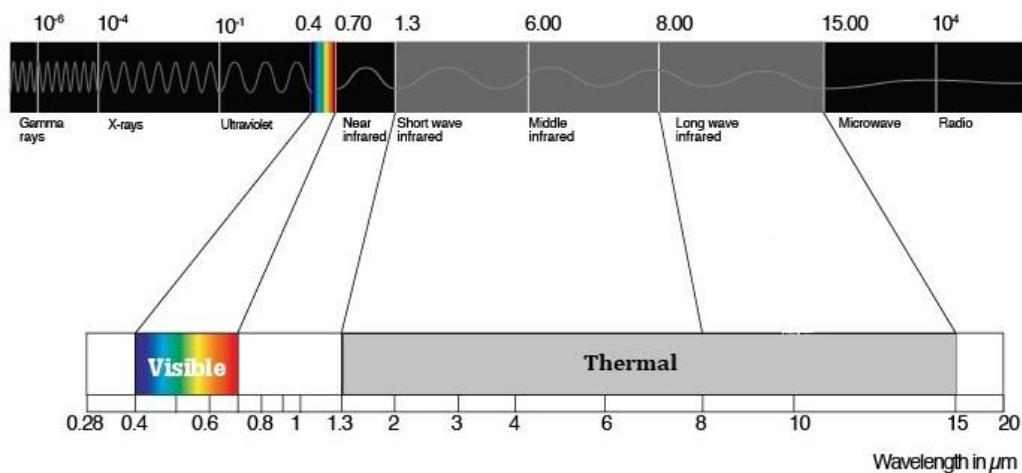 10⁻⁶ 10⁻⁴ 10⁻¹ 0.4 0.70 1.3 6.00 8.00 15.00 10⁴
Gamma rays
X-rays
Ultraviolet
Near infrared
Short wave infrared
Middle infrared
Long wave infrared
Microwave
Radio
Visible
Thermal
0.28 0.4 0.6 0.8 1 1.3 2 3 4 6 8 10 15 20
Wavelength in µm